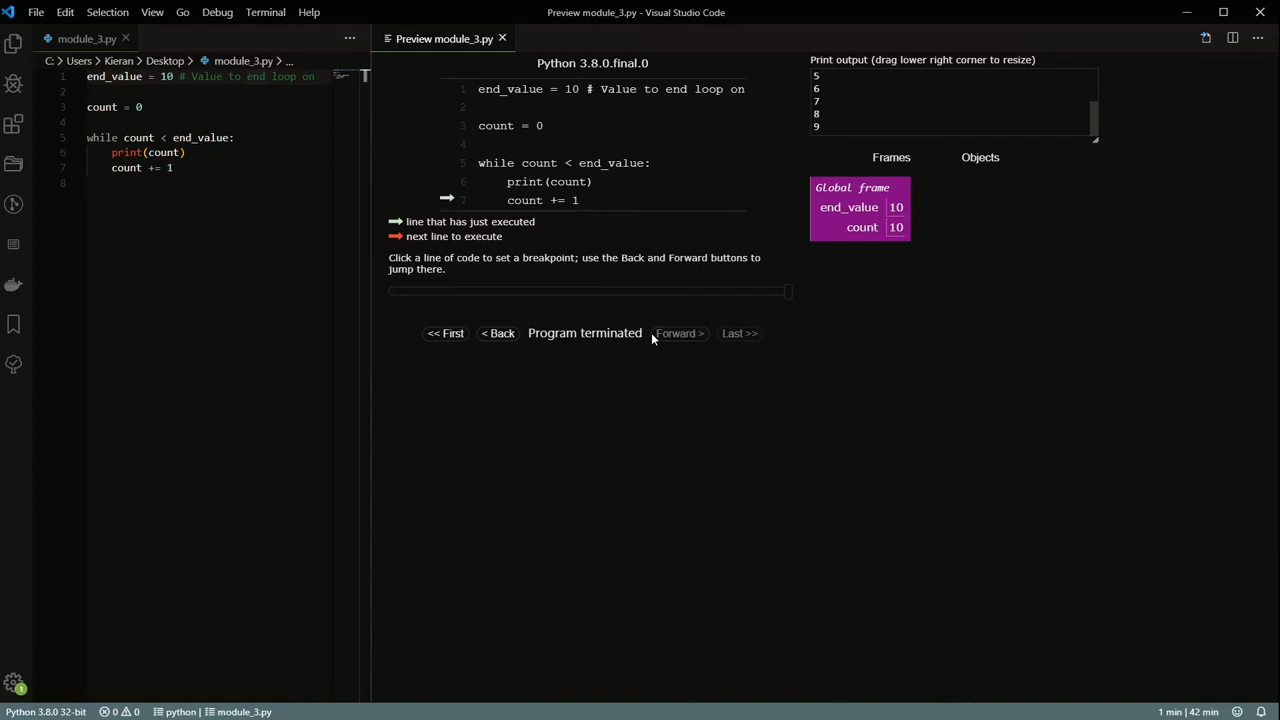 File Edit Selection View Go Debug Terminal Help
Preview module_3.py - Visual Studio Code
module_3.py
C: > Users > Kieran > Desktop > module_3.py > ...
1 end_value = 10 # Value to end loop on
2
3 count = 0
4
5 while count < end_value:
6 print(count)
7 count += 1
8
Preview module_3.py
Python 3.8.0.final.0
1 end_value = 10 # Value to end loop on
2
3 count = 0
4
5 while count < end_value:
6 print(count)
7 count += 1
line that has just executed
next line to execute
Click a line of code to set a breakpoint; use the Back and Forward buttons to
jump there.
<< First < Back Program terminated Forward > Last >>
Print output (drag lower right corner to resize)
5
6
7
8
9
Frames Objects
Global frame
end_value 10
count 10
1
Python 3.8.0 32-bit 0 0 python | module_3.py
1 min | 42 min